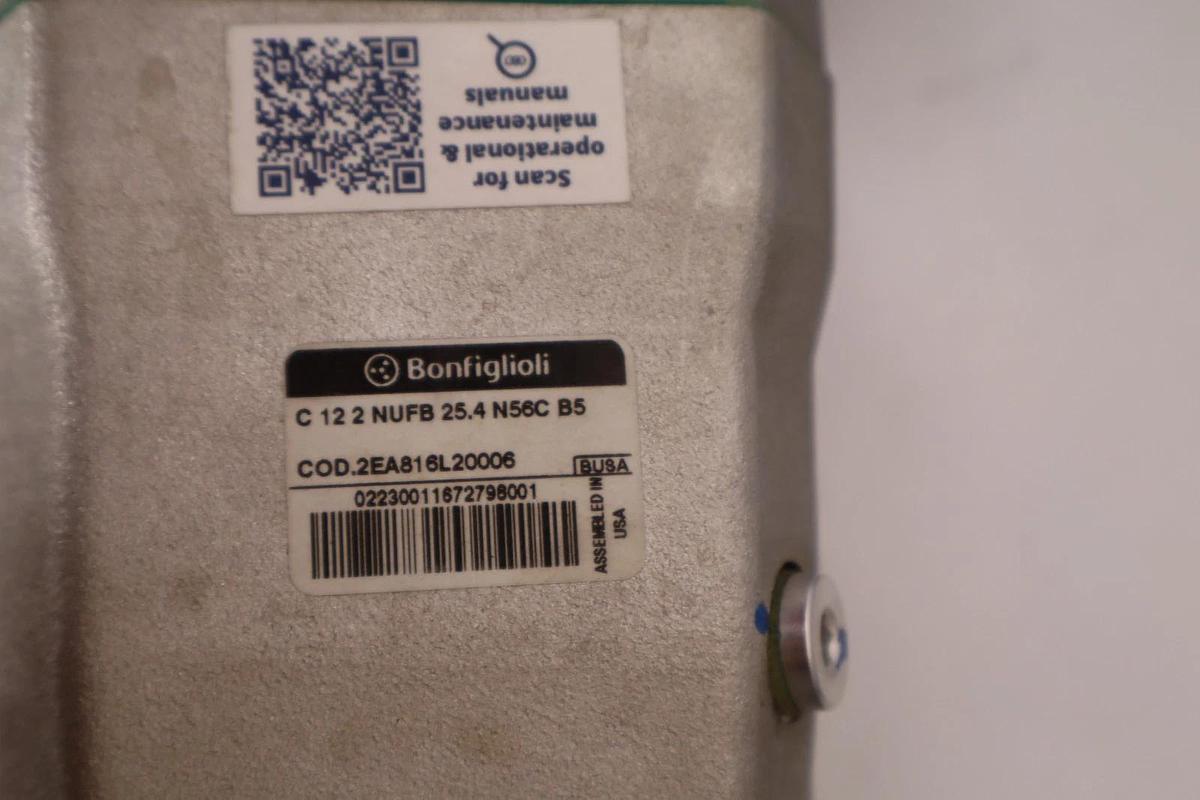 Scan for
operational &
maintenance
manuals
Bonfiglioli
C 12 2 NUFB 25.4 N56C B5
COD.2EA816L20006
BUSA
02230011672798001
ASSEMBLED IN
USA